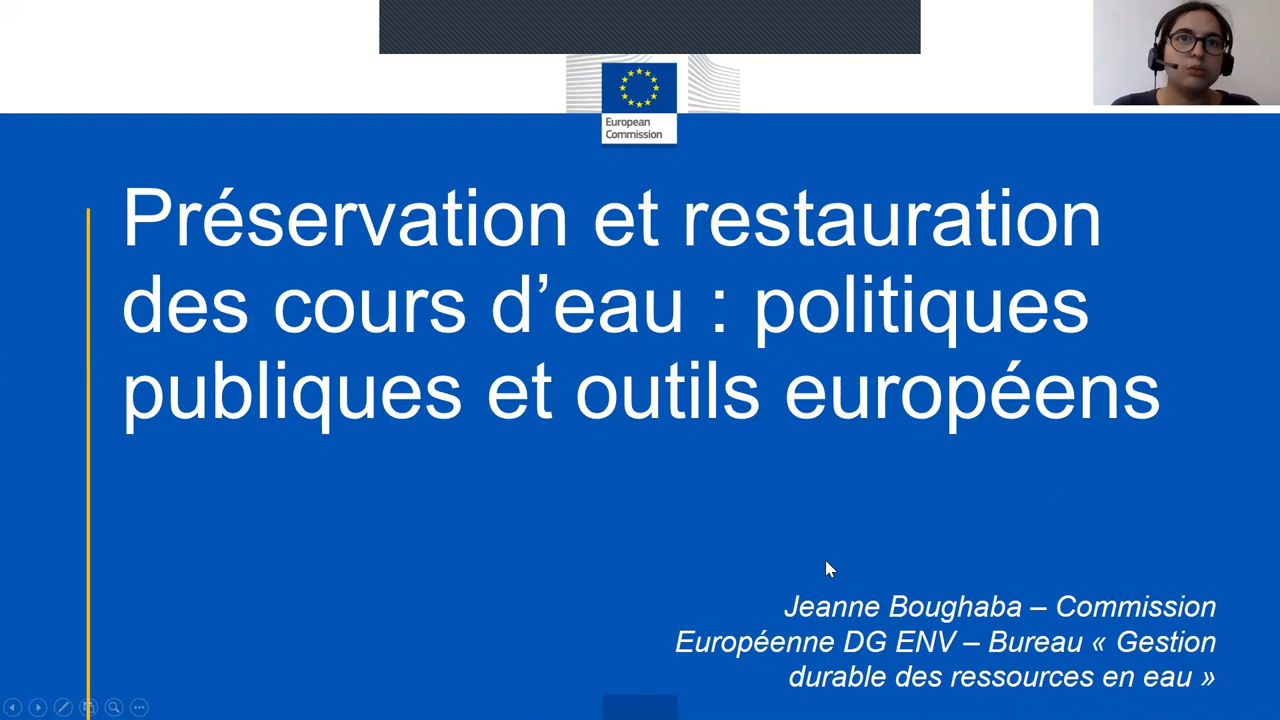 European
Commission
Préservation et restauration
des cours d’eau : politiques
publiques et outils européens
Jeanne Boughaba – Commission
Européenne DG ENV – Bureau « Gestion
durable des ressources en eau »